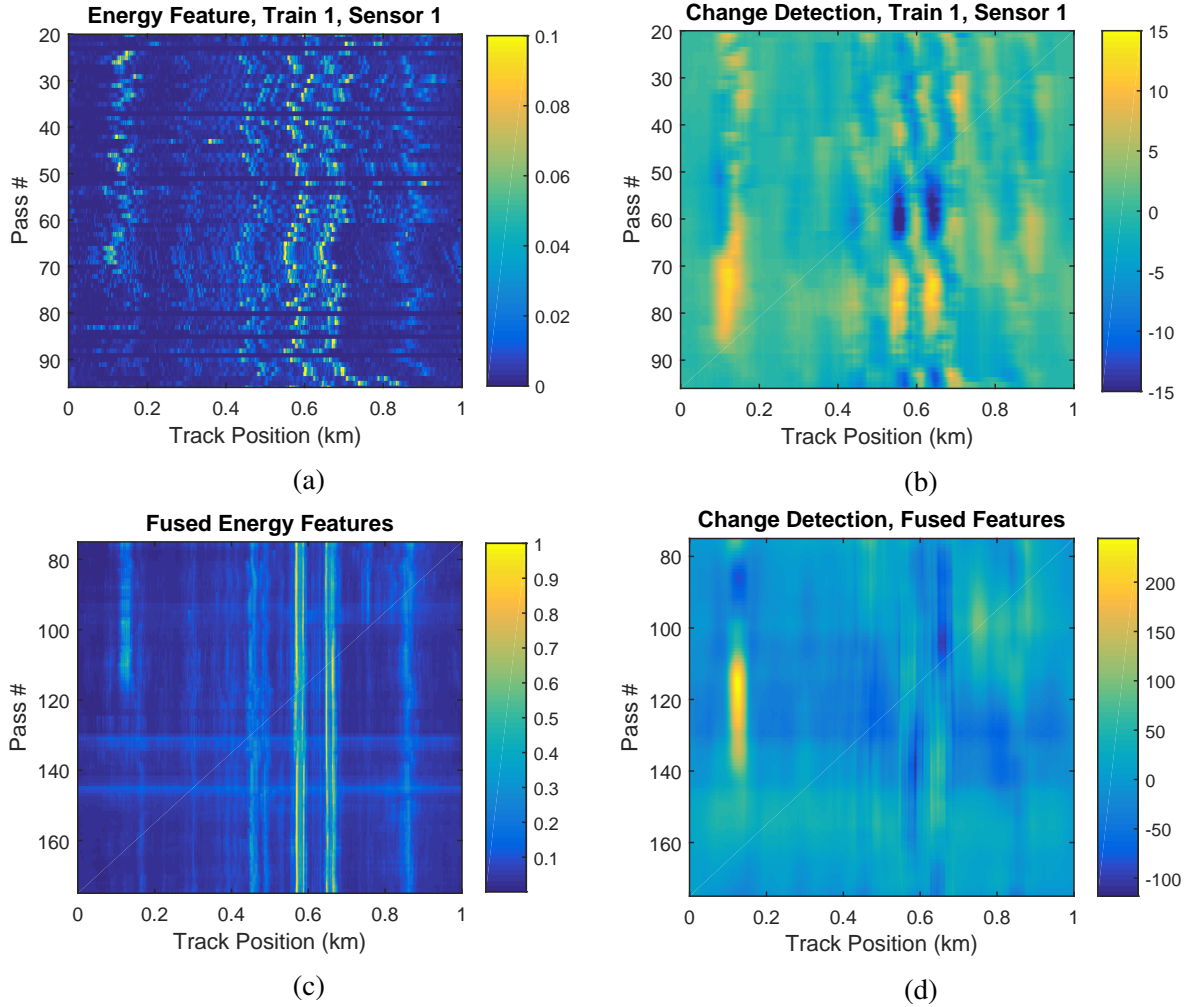 Energy Feature, Train 1, Sensor 1
20
30
40
50
60
70
80
90
Pass #
0 0.2 0.4 0.6 0.8 1
Track Position (km)
0.1
0.08
0.06
0.04
0.02
0
(a)
Change Detection, Train 1, Sensor 1
20
30
40
50
60
70
80
90
Pass #
0 0.2 0.4 0.6 0.8 1
Track Position (km)
15
10
5
0
-5
-10
-15
(b)
Fused Energy Features
80
100
120
140
160
Pass #
0 0.2 0.4 0.6 0.8 1
Track Position (km)
1
0.9
0.8
0.7
0.6
0.5
0.4
0.3
0.2
0.1
(c)
Change Detection, Fused Features
80
100
120
140
160
Pass #
0 0.2 0.4 0.6 0.8 1
Track Position (km)
200
150
100
50
0
-50
-100
(d)